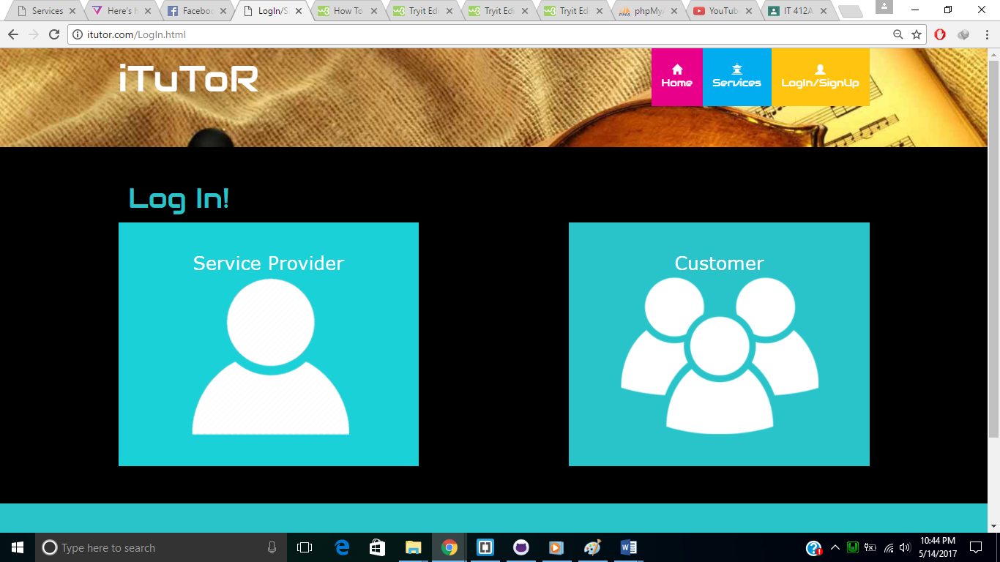 Services
Here's h
Faceboo
LogIn/S
How To
Tryit Edi
Tryit Edi
Tryit Edi
phpMyA
YouTub
IT 412A
itutor.com/LogIn.html
iTuToR
Home
Services
LogIn/SignUp
Log In!
Service Provider
Customer
Type here to search
10:44 PM
5/14/2017